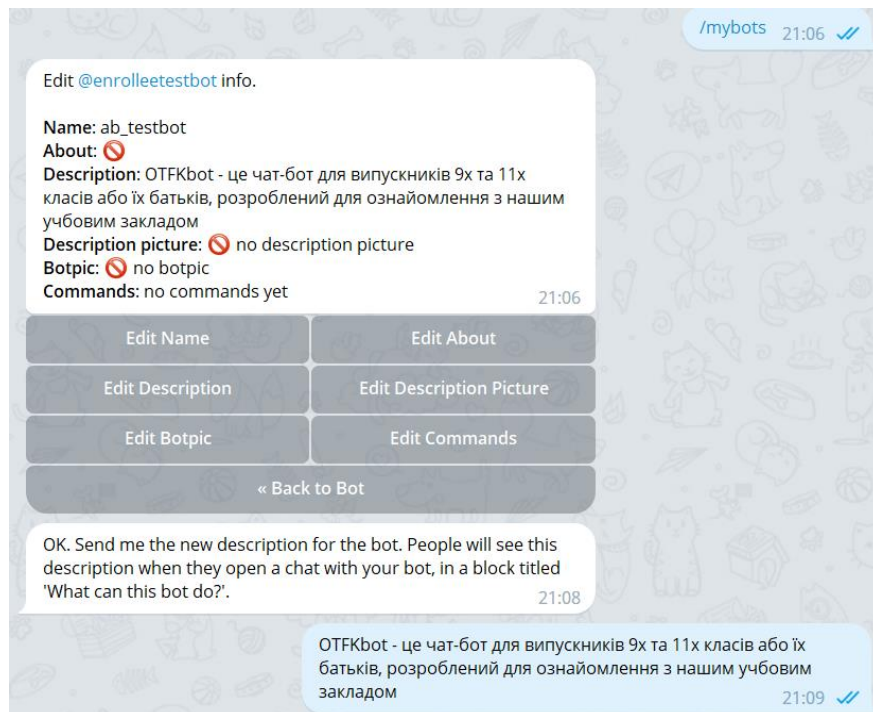 /mybots 21:06
Edit @enrolleetestbot info.
Name: ab_testbot
About: 🚫
Description: OTFKbot - це чат-бот для випускників 9х та 11х
класів або їх батьків, розроблений для ознайомлення з нашим
учбовим закладом
Description picture: 🚫 no description picture
Botpic: 🚫 no botpic
Commands: no commands yet
21:06
Edit Name
Edit About
Edit Description
Edit Description Picture
Edit Botpic
Edit Commands
« Back to Bot
OK. Send me the new description for the bot. People will see this
description when they open a chat with your bot, in a block titled
'What can this bot do?'.
21:08
OTFKbot - це чат-бот для випускників 9х та 11х класів або їх
батьків, розроблений для ознайомлення з нашим учбовим
закладом
21:09